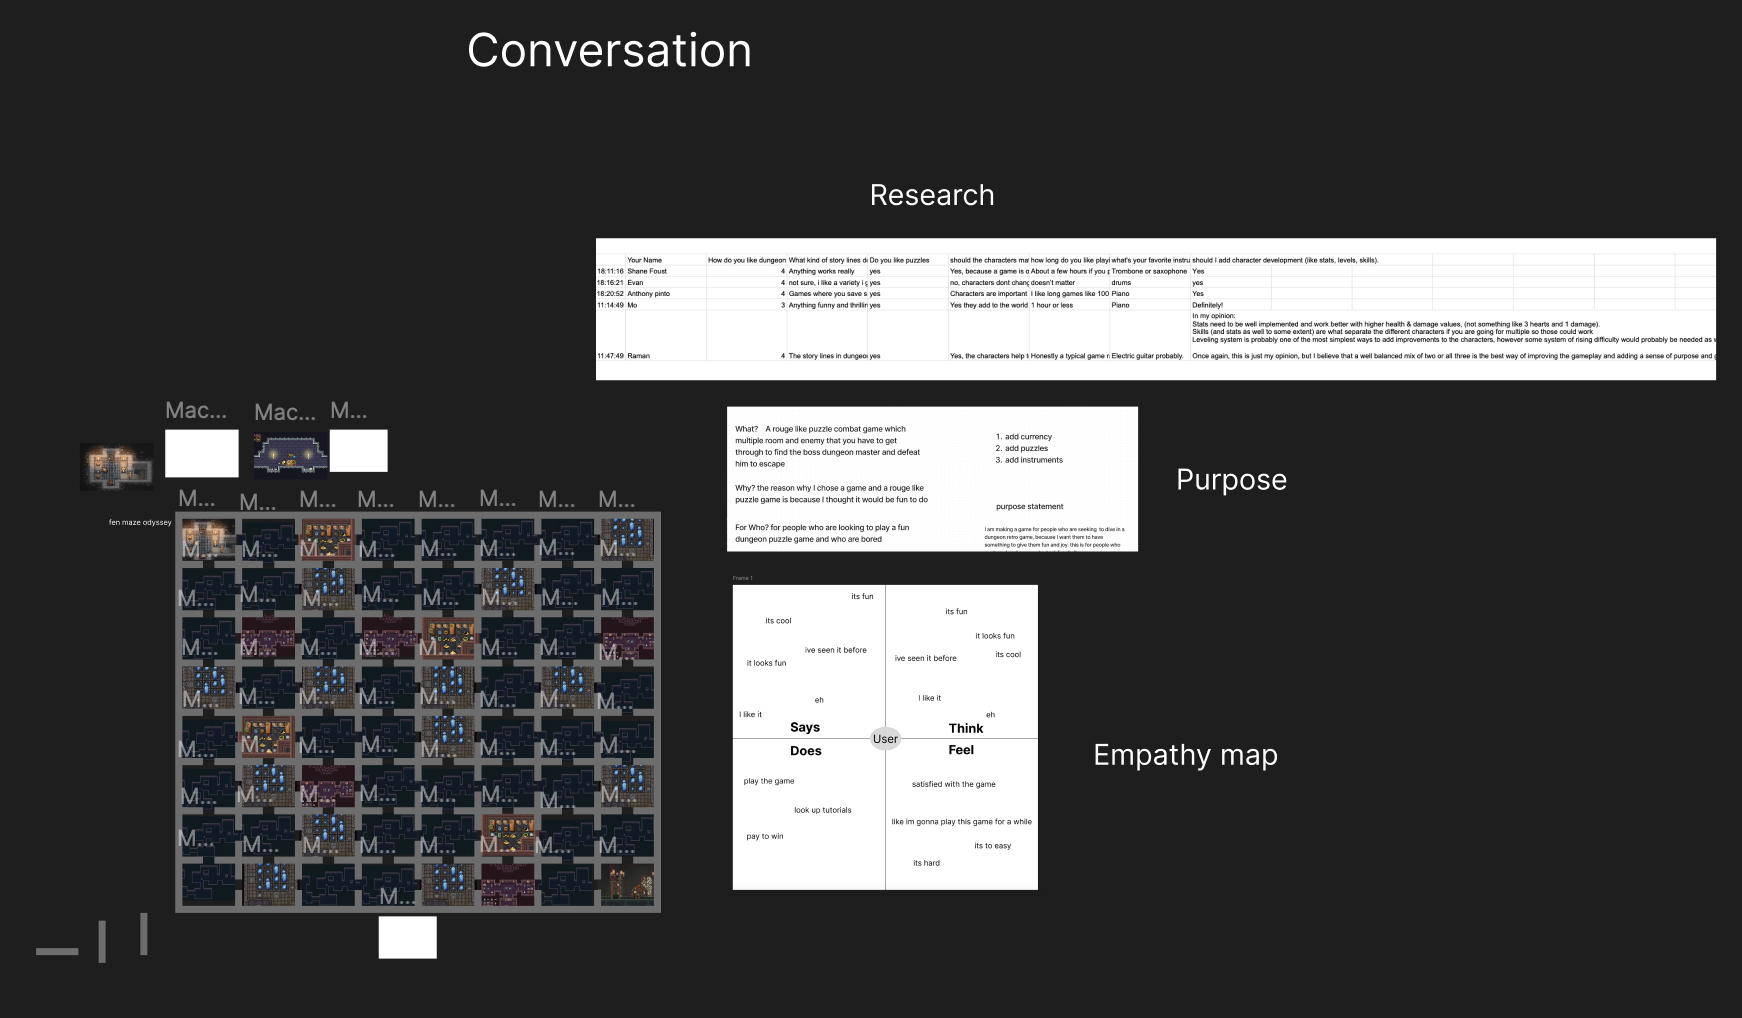 Conversation
Research
Your Name How do you like dungeon What kind of story lines d Do you like puzzles should the characters ma how long do you like playi what's your favorite instru should I add character development (like stats, levels, skills).
18:11:16 Shane Foust 4 Anything works really yes Yes, because a game is o About a few hours if you p Trombone or saxophone Yes
18:16:21 Evan 4 not sure, i like a variety i g yes no, characters dont chang doesn't matter drums yes
18:20:52 Anthony pinto 4 Games where you save s yes Characters are important I like long games like 100 Piano Yes
11:14:49 Mo 3 Anything funny and thrillin yes Yes they add to the world 1 hour or less Piano Definitely!
In my opinion:
Stats need to be well implemented and work better with higher health & damage values, (not something like 3 hearts and 1 damage).
Skills (and stats as well to some extent) are what separate the different characters if you are going for multiple so those could work
Leveling system is probably one of the most simplest ways to add improvements to the characters, however some system of rising difficulty would probably be needed as w
11:47:49 Raman 4 The story lines in dungeo yes Yes, the characters help t Honestly a typical game r Electric guitar probably. Once again, this is just my opinion, but I believe that a well balanced mix of two or all three is the best way of improving the gameplay and adding a sense of purpose and g
Mac... Mac... M...
M... M... M... M... M... M... M... M...
fen maze odyssey
M... M... M... M... M... M... M... M...
M... M... M... M... M... M... M... M...
M... M... M... M... M... M... M... M...
M... M... M... M... M... M... M... M...
M... M... M... M... M... M... M... M...
M... M... M... M... M... M... M... M...
M... M... M... M... M... M... M... M...
M...
What? A rouge like puzzle combat game which
multiple room and enemy that you have to get
through to find the boss dungeon master and defeat
him to escape
Why? the reason why I chose a game and a rouge like
puzzle game is because I thought it would be fun to do
For Who? for people who are looking to play a fun
dungeon puzzle game and who are bored
1. add currency
2. add puzzles
3. add instruments
purpose statement
I am making a game for people who are seeking to dive in a
dungeon retro game, because I want them to have
something to give them fun and joy. this is for people who
Purpose
Frame 1
its fun
its cool
ive seen it before
it looks fun
eh
I like it
Says
its fun
it looks fun
its cool
ive seen it before
I like it
eh
Think
User
Does
play the game
look up tutorials
pay to win
Feel
satisfied with the game
like im gonna play this game for a while
its to easy
its hard
Empathy map